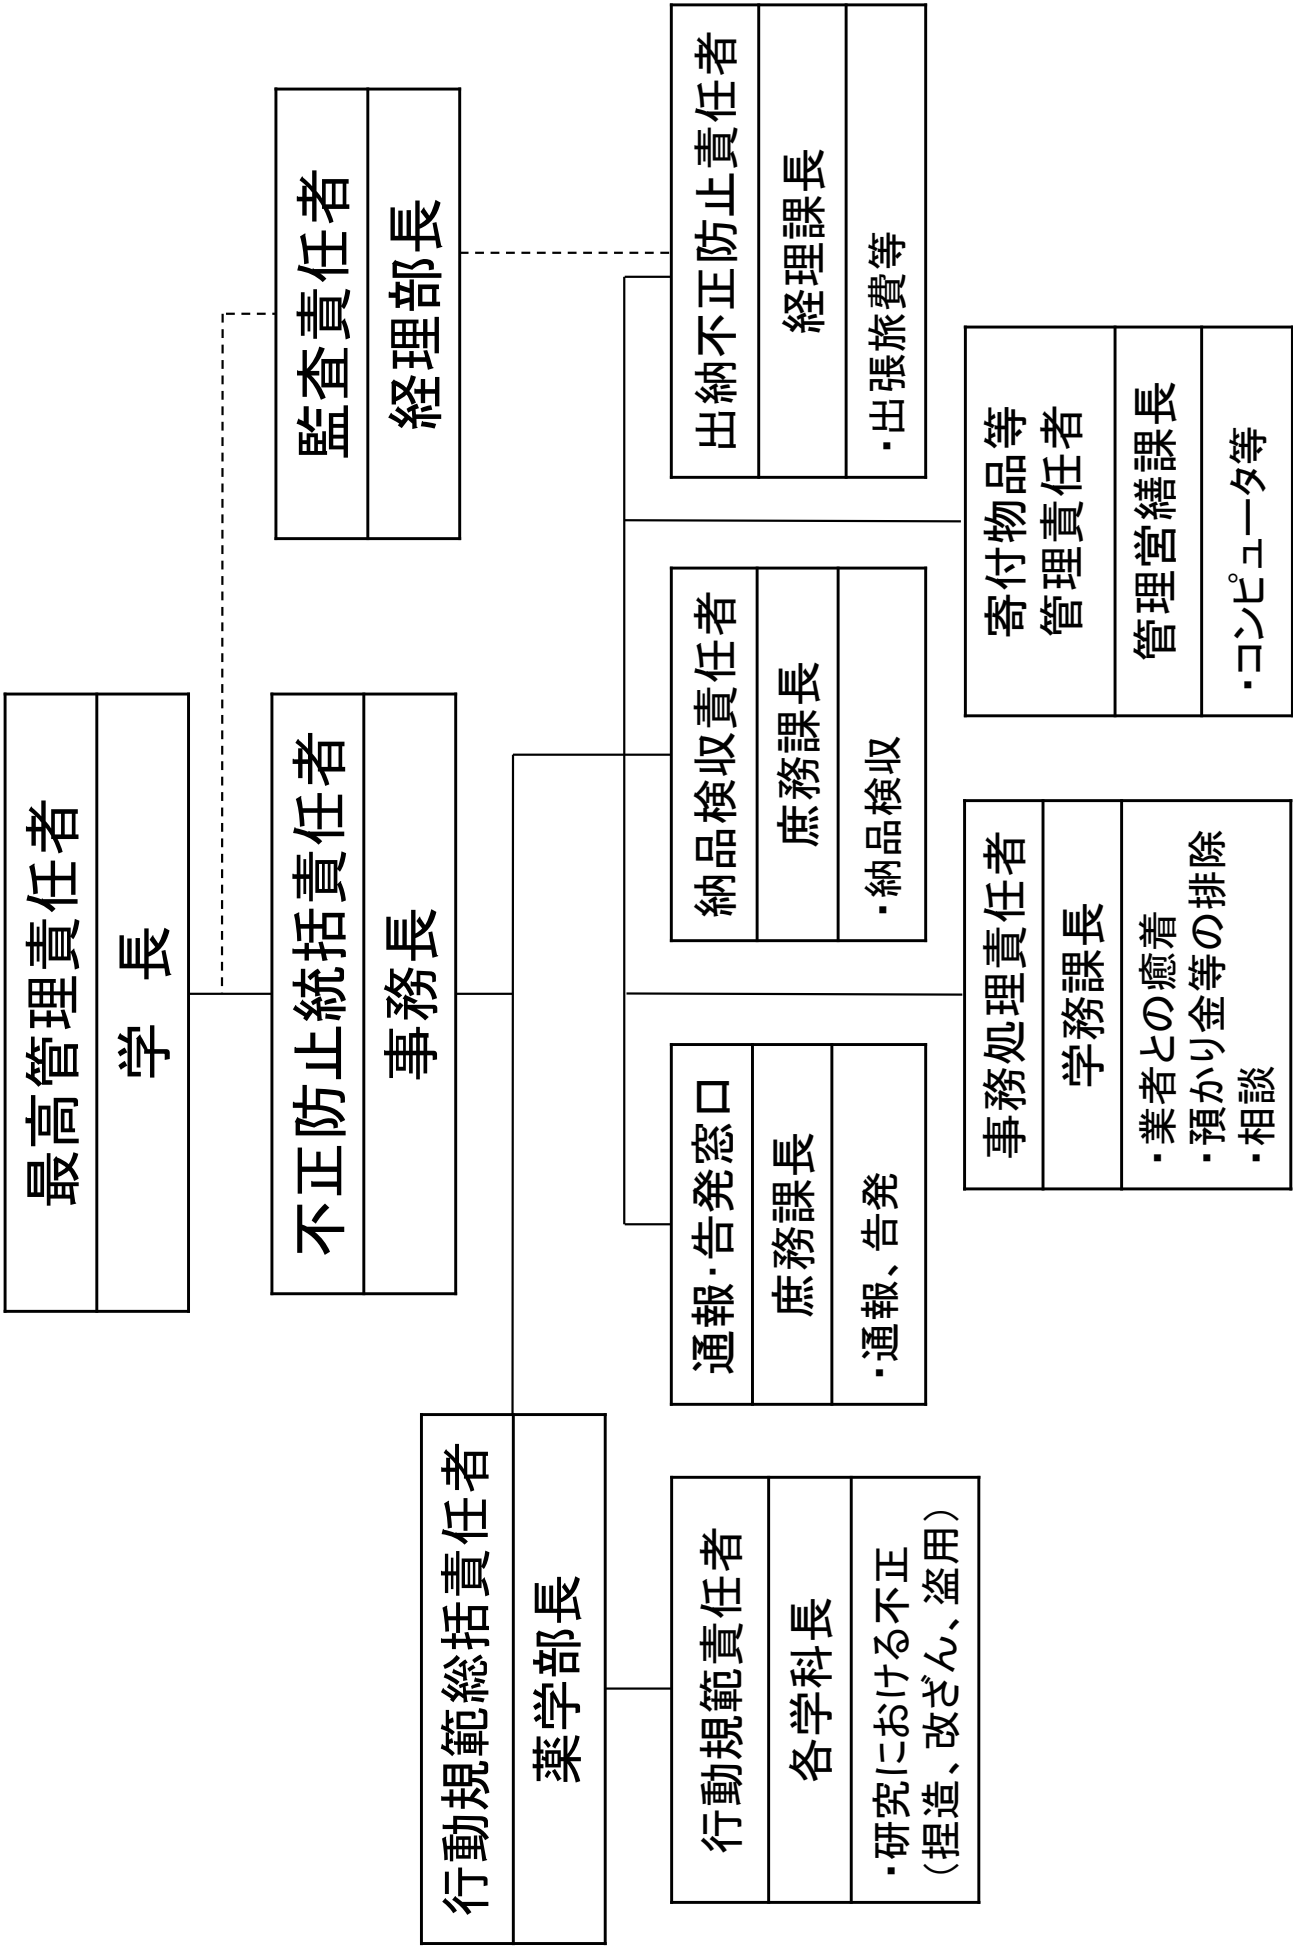 最高管理責任者
学　長
監査責任者
経理部長
不正防止統括責任者
事務長
行動規範総括責任者
薬学部長
行動規範責任者
各学科長
・研究における不正
（捏造、改ざん、盗用）
通報・告発窓口
庶務課長
・通報、告発
納品検収責任者
庶務課長
・納品検収
出納不正防止責任者
経理課長
・出張旅費等
事務処理責任者
学務課長
・業者との癒着
・預かり金等の排除
・相談
寄付物品等
管理責任者
管理営繕課長
・コンピュータ等